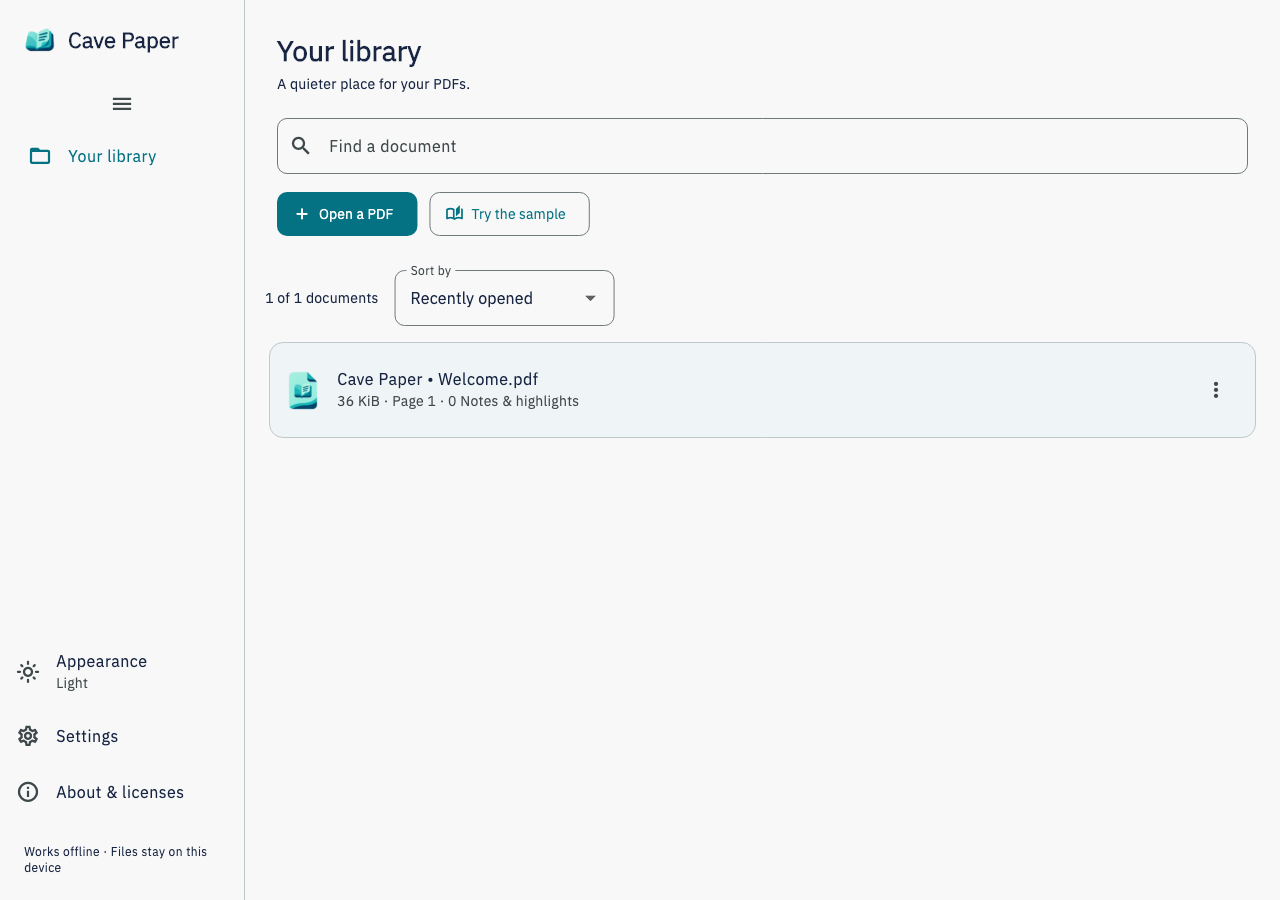 Cave Paper
Your library
Appearance
Light
Settings
About & licenses
Works offline · Files stay on this
device
Your library
A quieter place for your PDFs.
Find a document
Open a PDF
Try the sample
1 of 1 documents
Sort by
Recently opened
Cave Paper • Welcome.pdf
36 KiB · Page 1 · 0 Notes & highlights